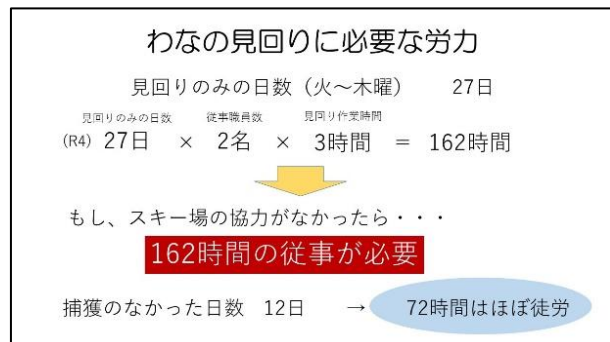 わなの見回りに必要な労力
見回りのみの日数（火～木曜）　27日
見回りのみの日数　従事職員数　見回り作業時間
(R4) 27日 × 2名 × 3時間 = 162時間
もし、スキー場の協力がなかったら・・・
162時間の従事が必要
捕獲のなかった日数　12日　→　72時間はほぼ徒労